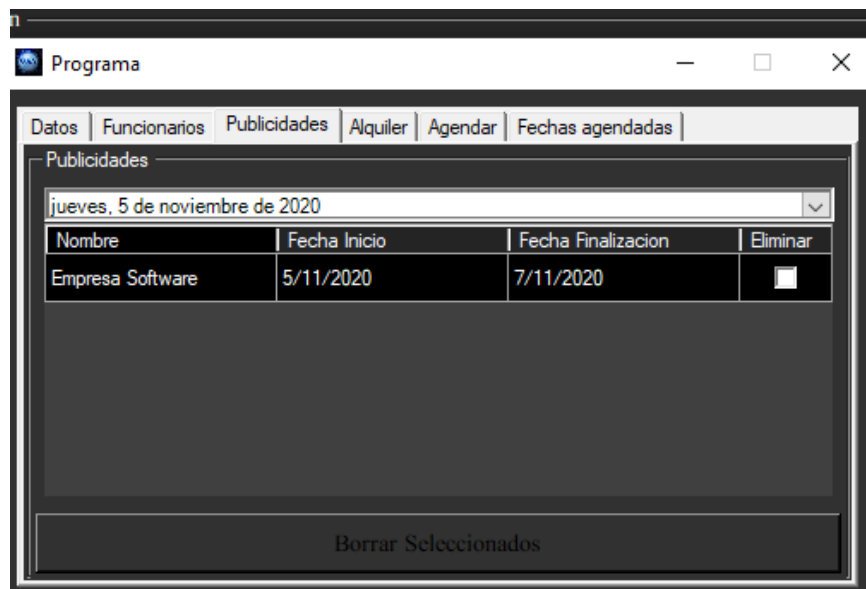 n
Programa
Datos Funcionarios Publicidades Alquiler Agendar Fechas agendadas
Publicidades
jueves, 5 de noviembre de 2020
Nombre Fecha Inicio Fecha Finalizacion Eliminar
Empresa Software 5/11/2020 7/11/2020
Borrar Seleccionados